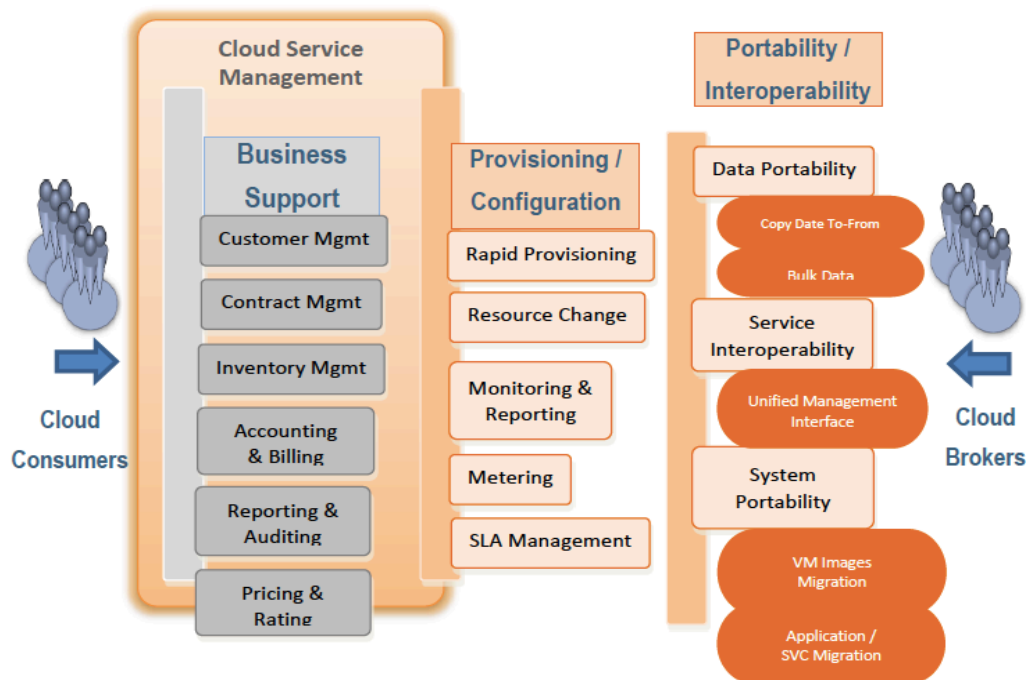 Cloud Service
Management
Business
Support
Customer Mgmt
Contract Mgmt
Inventory Mgmt
Accounting
& Billing
Reporting &
Auditing
Pricing &
Rating
Provisioning /
Configuration
Rapid Provisioning
Resource Change
Monitoring &
Reporting
Metering
SLA Management
Portability /
Interoperability
Data Portability
Copy Date To-From
Bulk Data
Service
Interoperability
Unified Management
Interface
System
Portability
VM Images
Migration
Application /
SVC Migration
Cloud
Consumers
Cloud
Brokers